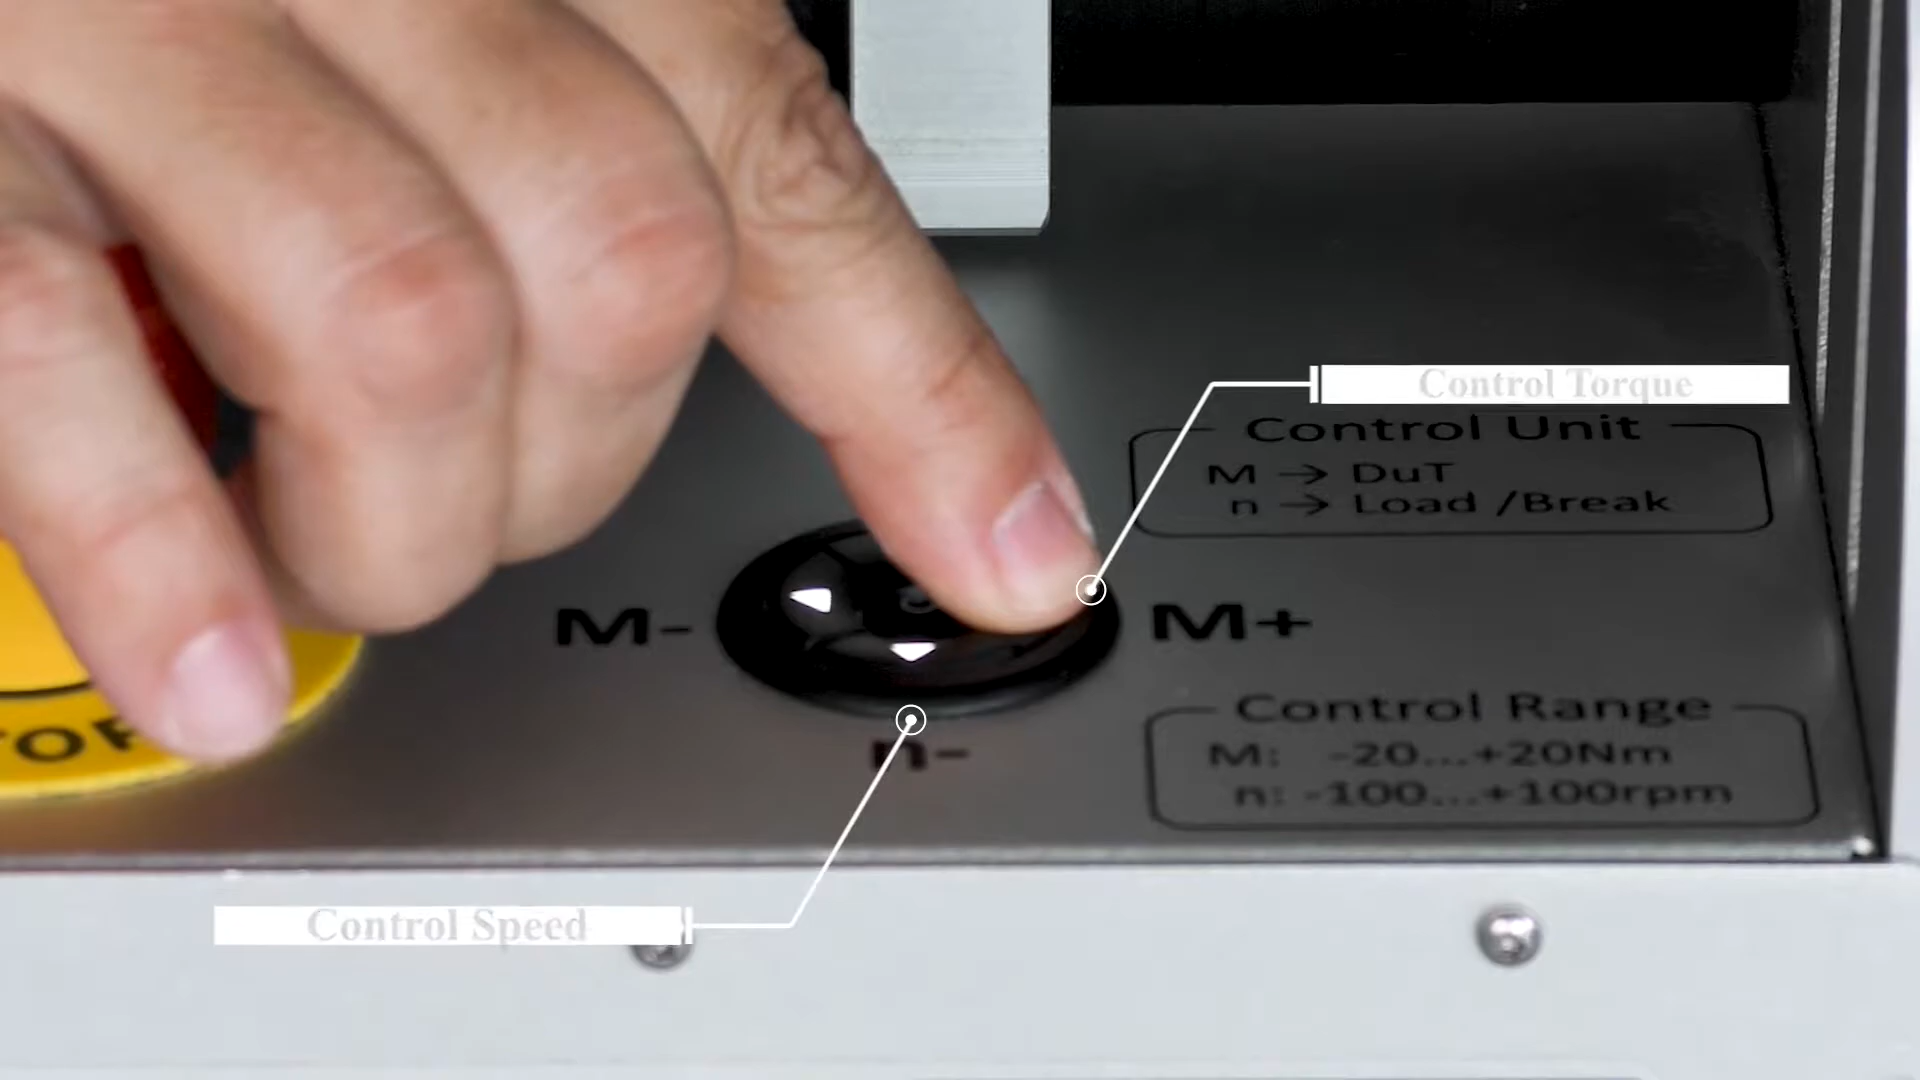 Control Torque
Control Unit
M → DuT
n → Load /Break
M-
M+
n-
Control Range
M: -20...+20Nm
n: -100...+100rpm
Control Speed